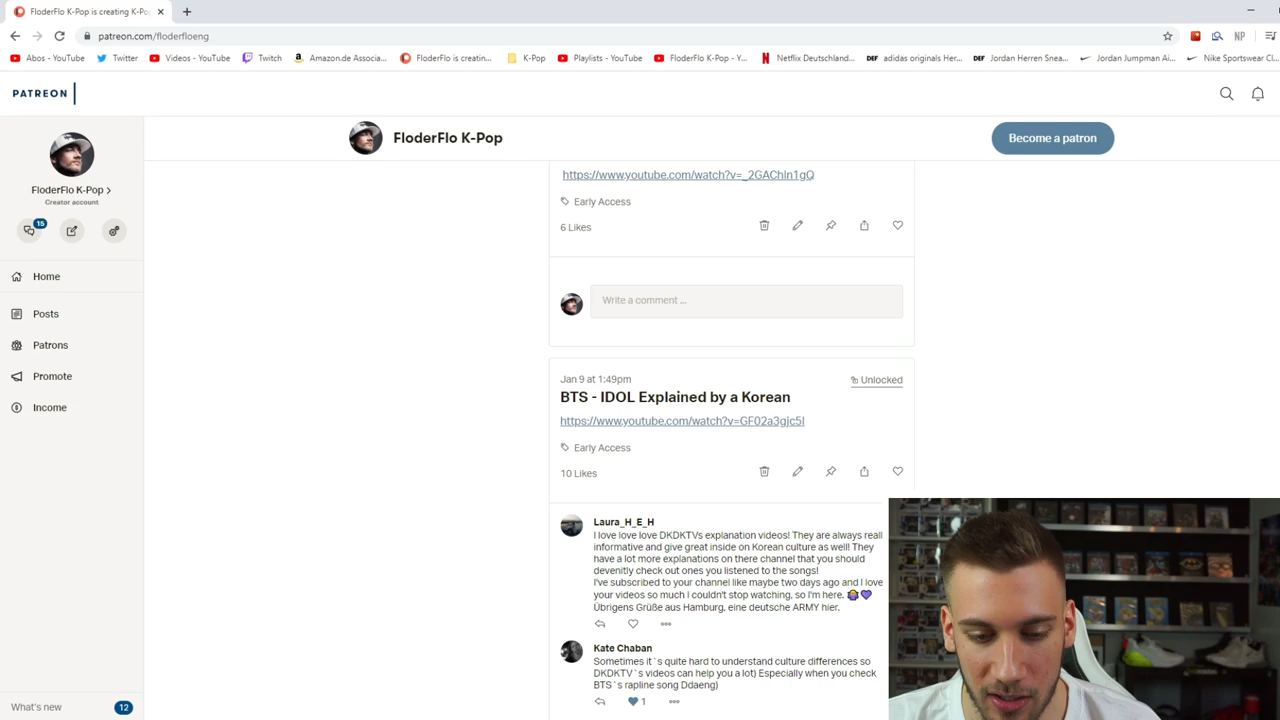 FloderFlo K-Pop is creating K-Po
patreon.com/floderfloeng
Abos - YouTube
Twitter
Videos - YouTube
Twitch
Amazon.de Associa...
FloderFlo is creatin...
K-Pop
Playlists - YouTube
FloderFlo K-Pop - Y...
Netflix Deutschland...
adidas originals Her...
Jordan Herren Snea...
Jordan Jumpman Ai...
Nike Sportswear Cl...
PATREON
FloderFlo K-Pop
Become a patron
FloderFlo K-Pop
Creator account
15
Home
Posts
Patrons
Promote
Income
What's new
12
https://www.youtube.com/watch?v=_2GAChln1gQ
Early Access
6 Likes
Write a comment ...
Jan 9 at 1:49pm
Unlocked
BTS - IDOL Explained by a Korean
https://www.youtube.com/watch?v=GF02a3gjc5I
Early Access
10 Likes
Laura_H_E_H
I love love love DKDKTVs explanation videos! They are always reall
informative and give great inside on Korean culture as well! They
have a lot more explanations on there channel that you should
devenitly check out ones you listened to the songs!
I've subscribed to your channel like maybe two days ago and I love
your videos so much I couldn't stop watching, so I'm here.
Übrigens Grüße aus Hamburg, eine deutsche ARMY hier.
Kate Chaban
Sometimes it`s quite hard to understand culture differences so
DKDKTV`s videos can help you a lot) Especially when you check
BTS`s rapline song Ddaeng)
1